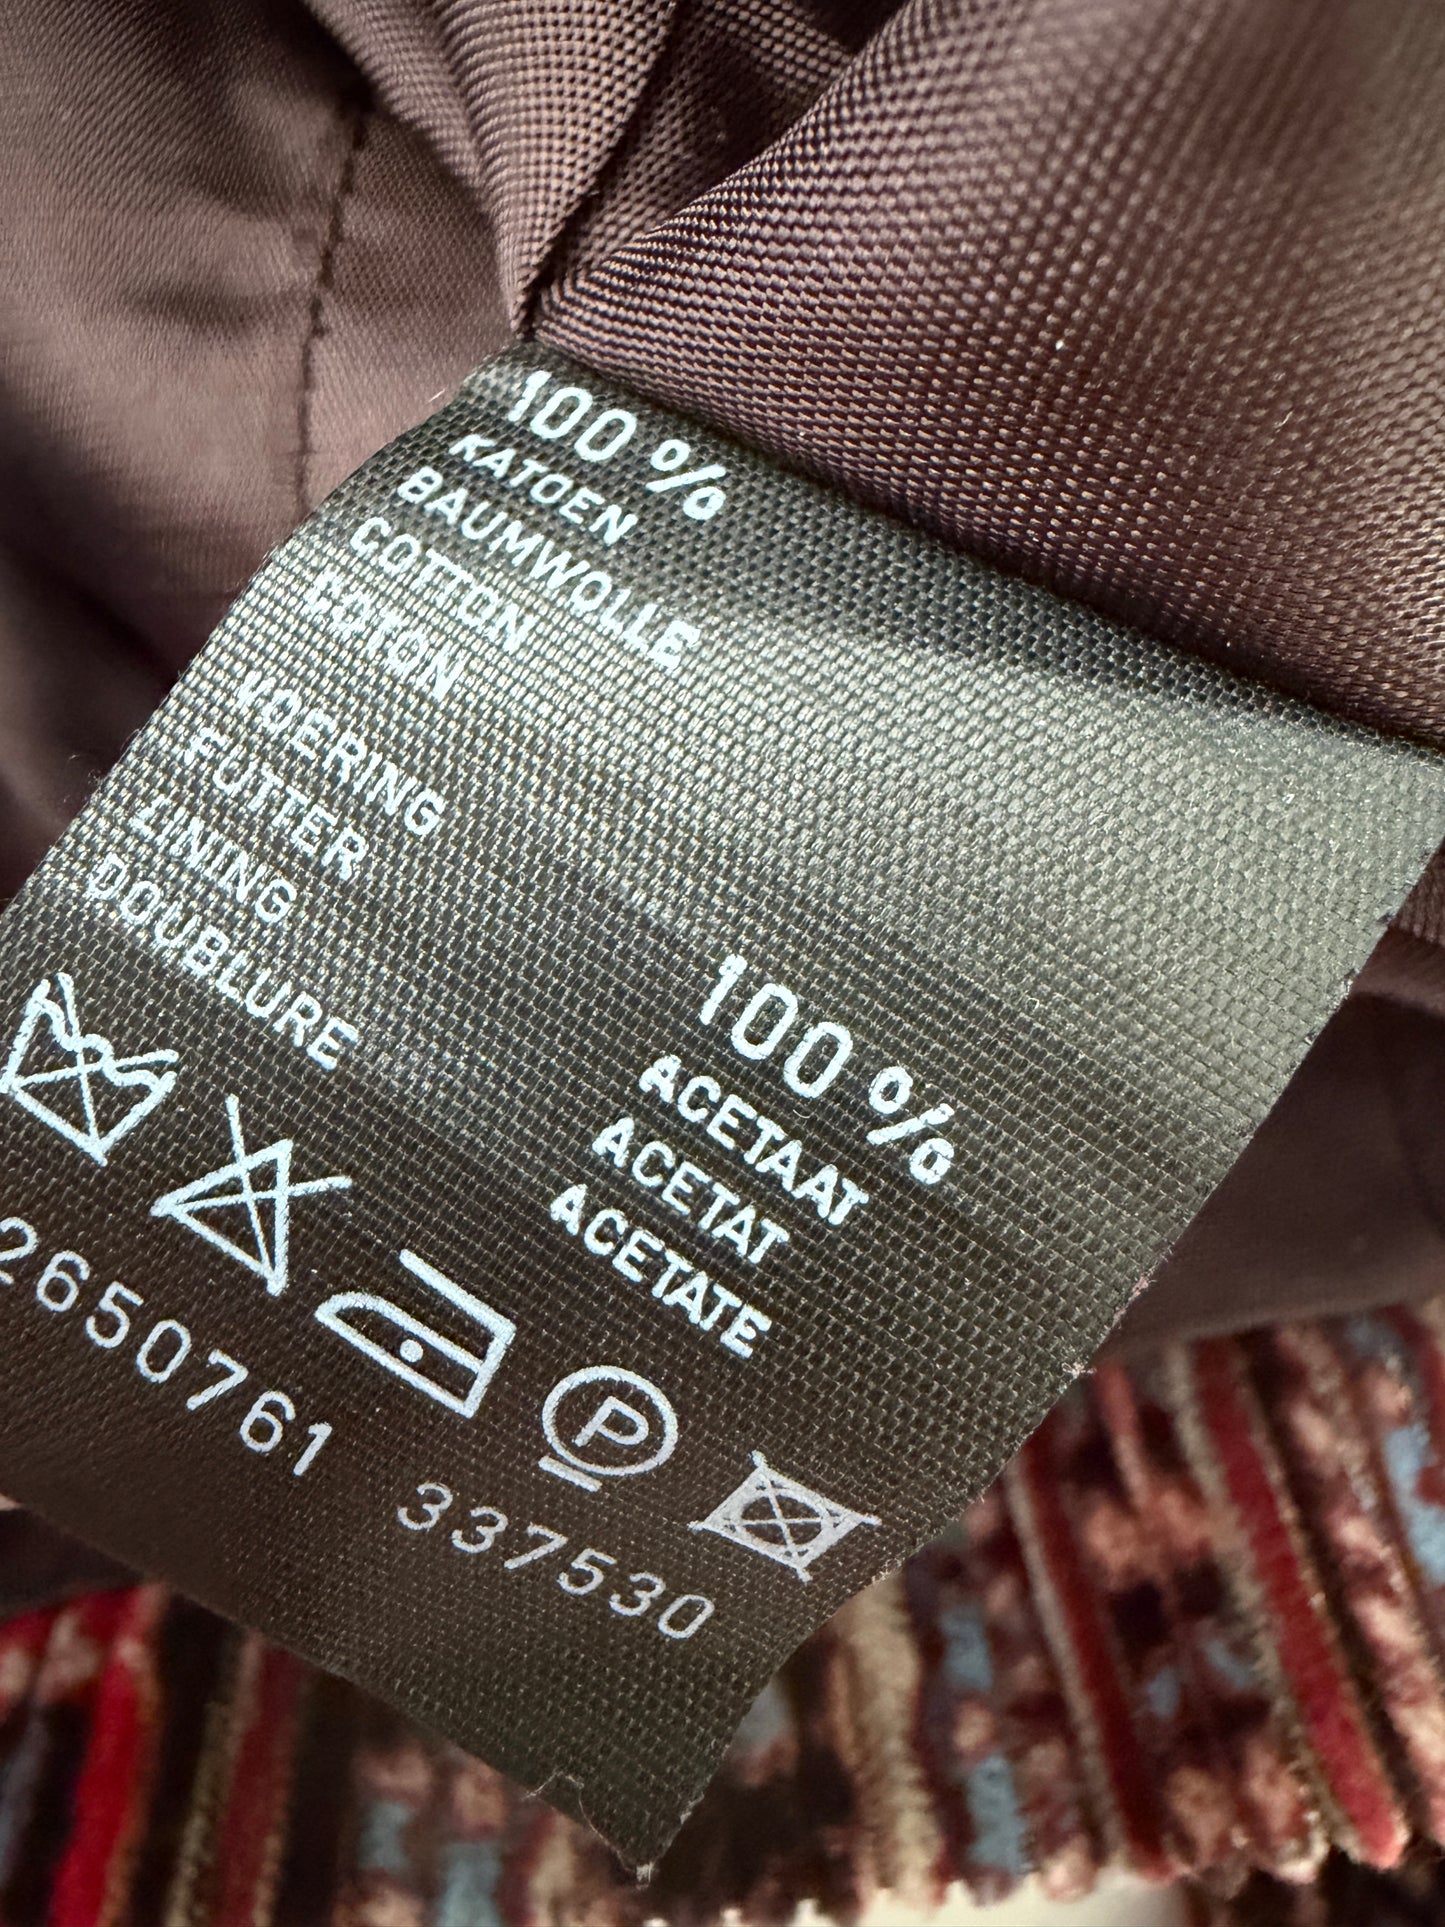 100 %
KATOEN
BAUMWOLLE
COTTON
COTON
VOERING
FUTTER
LINING
DOUBLURE
100 %
ACETAAT
ACETAT
ACETATE
P
2650761 337530